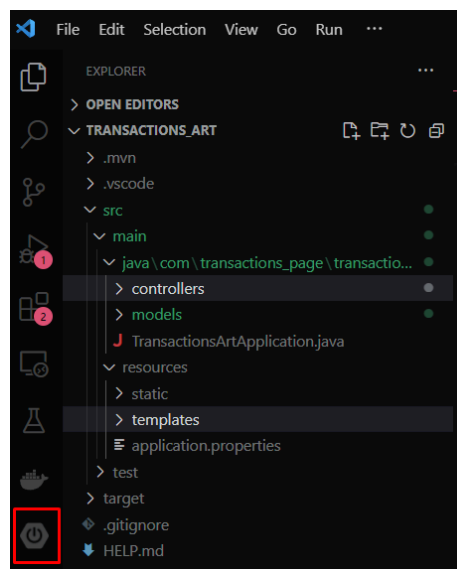 File Edit Selection View Go Run ...
EXPLORER ...
OPEN EDITORS
TRANSACTIONS_ART
.mvn
.vscode
src
main
java\com\transactions_page\transactio...
controllers
1
models
2
J TransactionsArtApplication.java
resources
static
templates
application.properties
test
target
.gitignore
HELP.md